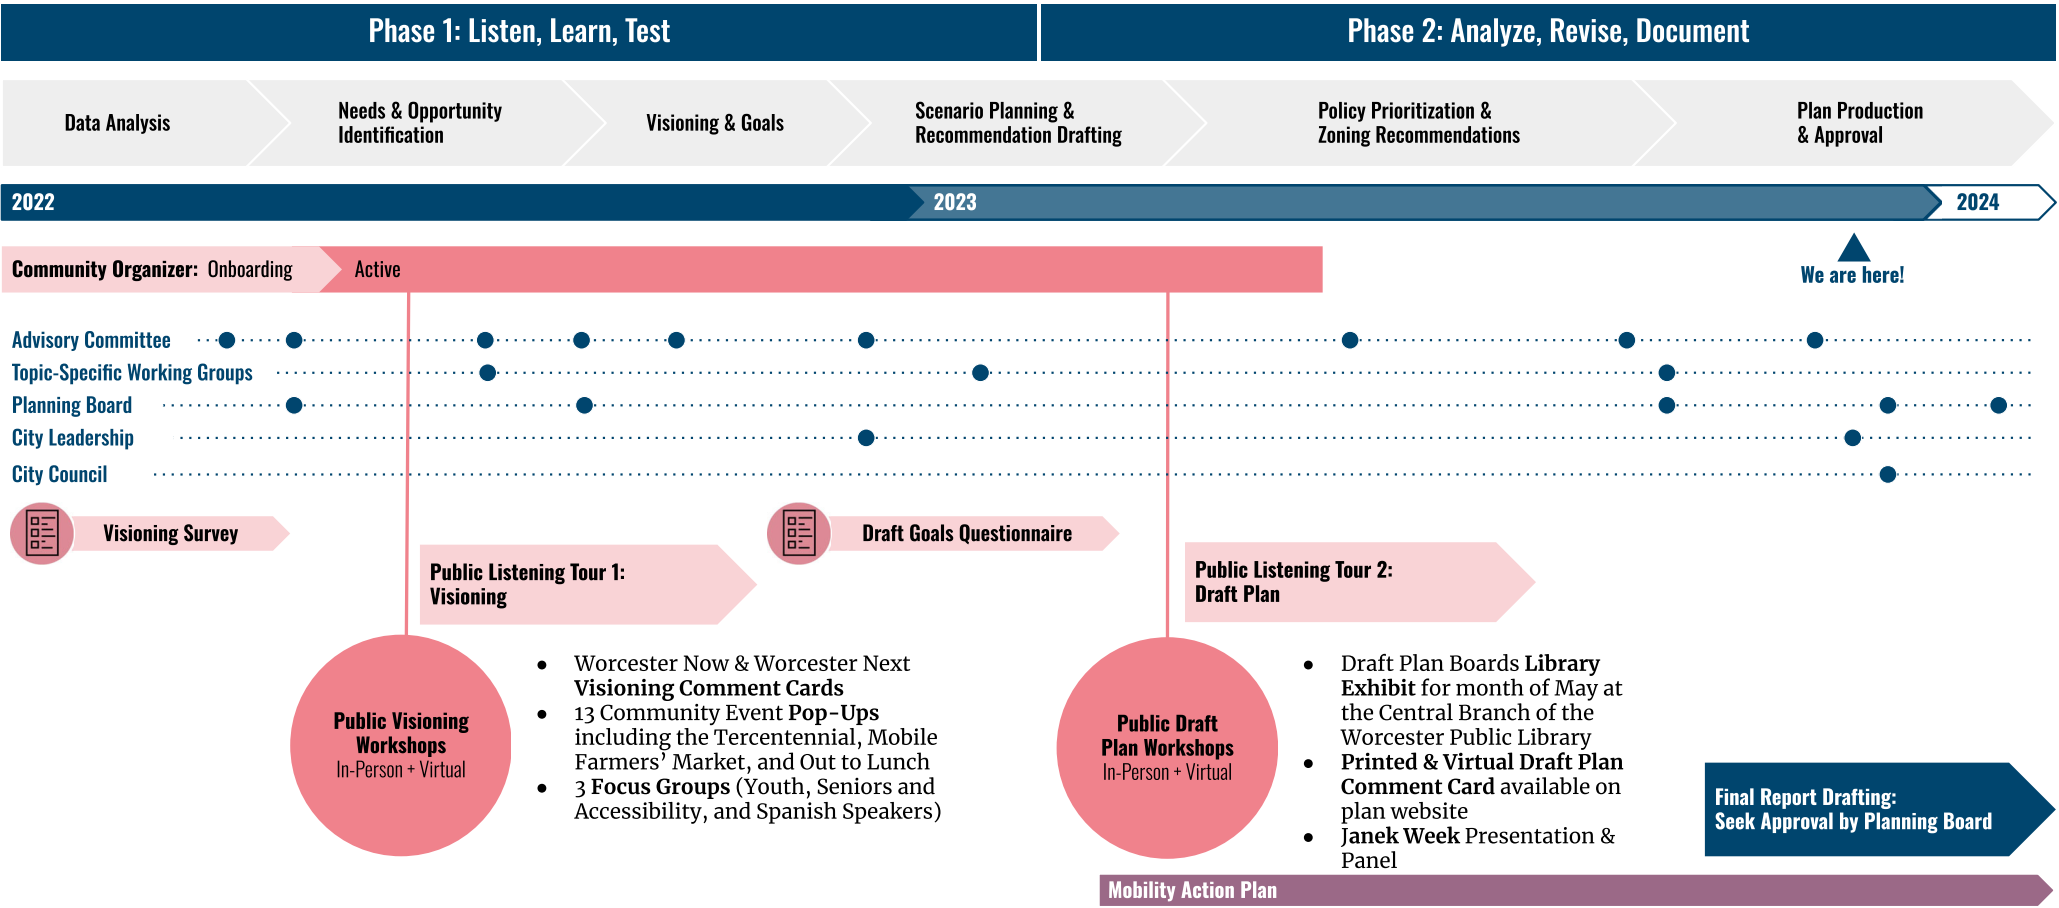 Phase 1: Listen, Learn, Test
Phase 2: Analyze, Revise, Document
Data Analysis
Needs & Opportunity
Identification
Visioning & Goals
Scenario Planning &
Recommendation Drafting
Policy Prioritization &
Zoning Recommendations
Plan Production
& Approval
2022
2023
2024
Community Organizer: Onboarding
Active
We are here!
Advisory Committee
Topic-Specific Working Groups
Planning Board
City Leadership
City Council
Visioning Survey
Draft Goals Questionnaire
Public Listening Tour 1:
Visioning
Public Listening Tour 2:
Draft Plan
Public Visioning
Workshops
In-Person + Virtual
• Worcester Now & Worcester Next
Visioning Comment Cards
• 13 Community Event Pop-Ups
including the Tercentennial, Mobile
Farmers’ Market, and Out to Lunch
• 3 Focus Groups (Youth, Seniors and
Accessibility, and Spanish Speakers)
Public Draft
Plan Workshops
In-Person + Virtual
• Draft Plan Boards Library
Exhibit for month of May at
the Central Branch of the
Worcester Public Library
• Printed & Virtual Draft Plan
Comment Card available on
plan website
• Janek Week Presentation &
Panel
Final Report Drafting:
Seek Approval by Planning Board
Mobility Action Plan